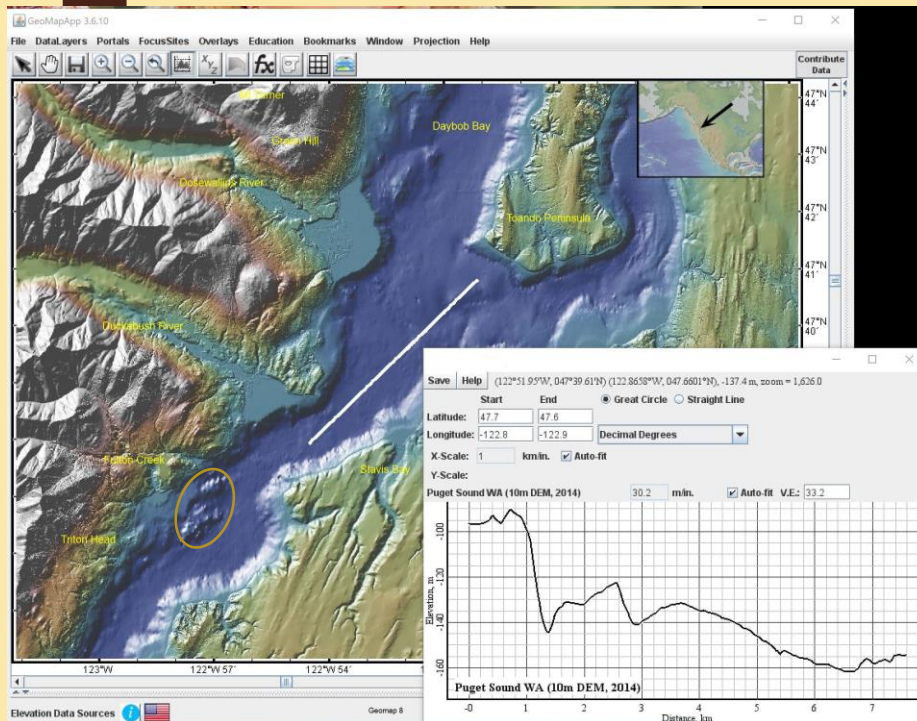 GeoMapApp 3.6.10
File DataLayers Portals FocusSites Overlays Education Bookmarks Window Projection Help
XYZ fx
Contribute Data
Mt Turner
Green Hill
Daybob Bay
Dosewallips River
Toando Peninsula
Duckabush River
Fulton Creek
Stavis Bay
Triton Head
47°N 44'
47°N 43'
47°N 42'
47°N 41'
47°N 40'
123°W 122°W 57' 122°W 54'
Elevation Data Sources
Geomap 8
Save Help (122°51.95'W, 047°39.61'N) (122.8658°W, 047.6601°N), -137.4 m, zoom = 1,626.0
Start End Great Circle Straight Line
Latitude: 47.7 47.6
Longitude: -122.8 -122.9 Decimal Degrees
X-Scale: 1 km/in. Auto-fit
Y-Scale:
Puget Sound WA (10m DEM, 2014) 30.2 m/in. Auto-fit V.E.: 33.2
Elevation, m
-100
-120
-140
-160
Puget Sound WA (10m DEM, 2014)
-0 1 2 3 4 5 6 7
Distance, km